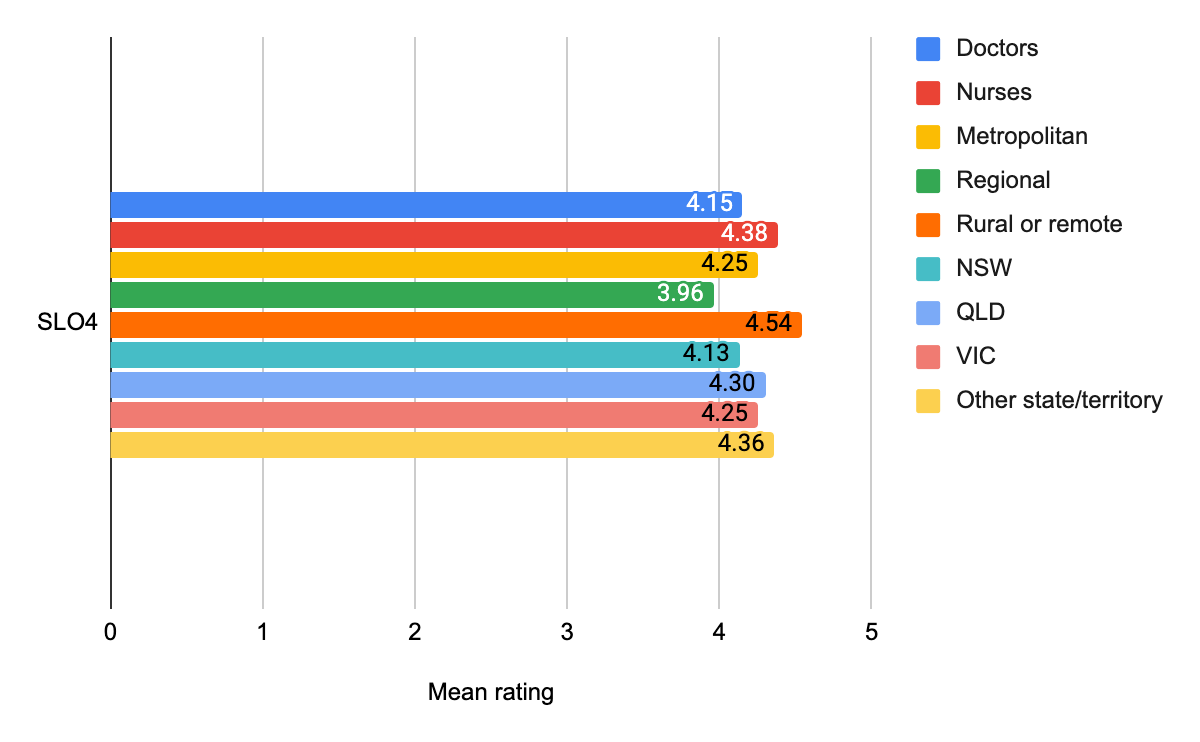 Doctors
Nurses
Metropolitan
Regional
Rural or remote
NSW
QLD
VIC
Other state/territory
4.15
4.38
4.25
3.96
4.54
4.13
4.30
4.25
4.36
SLO4
0 1 2 3 4 5
Mean rating